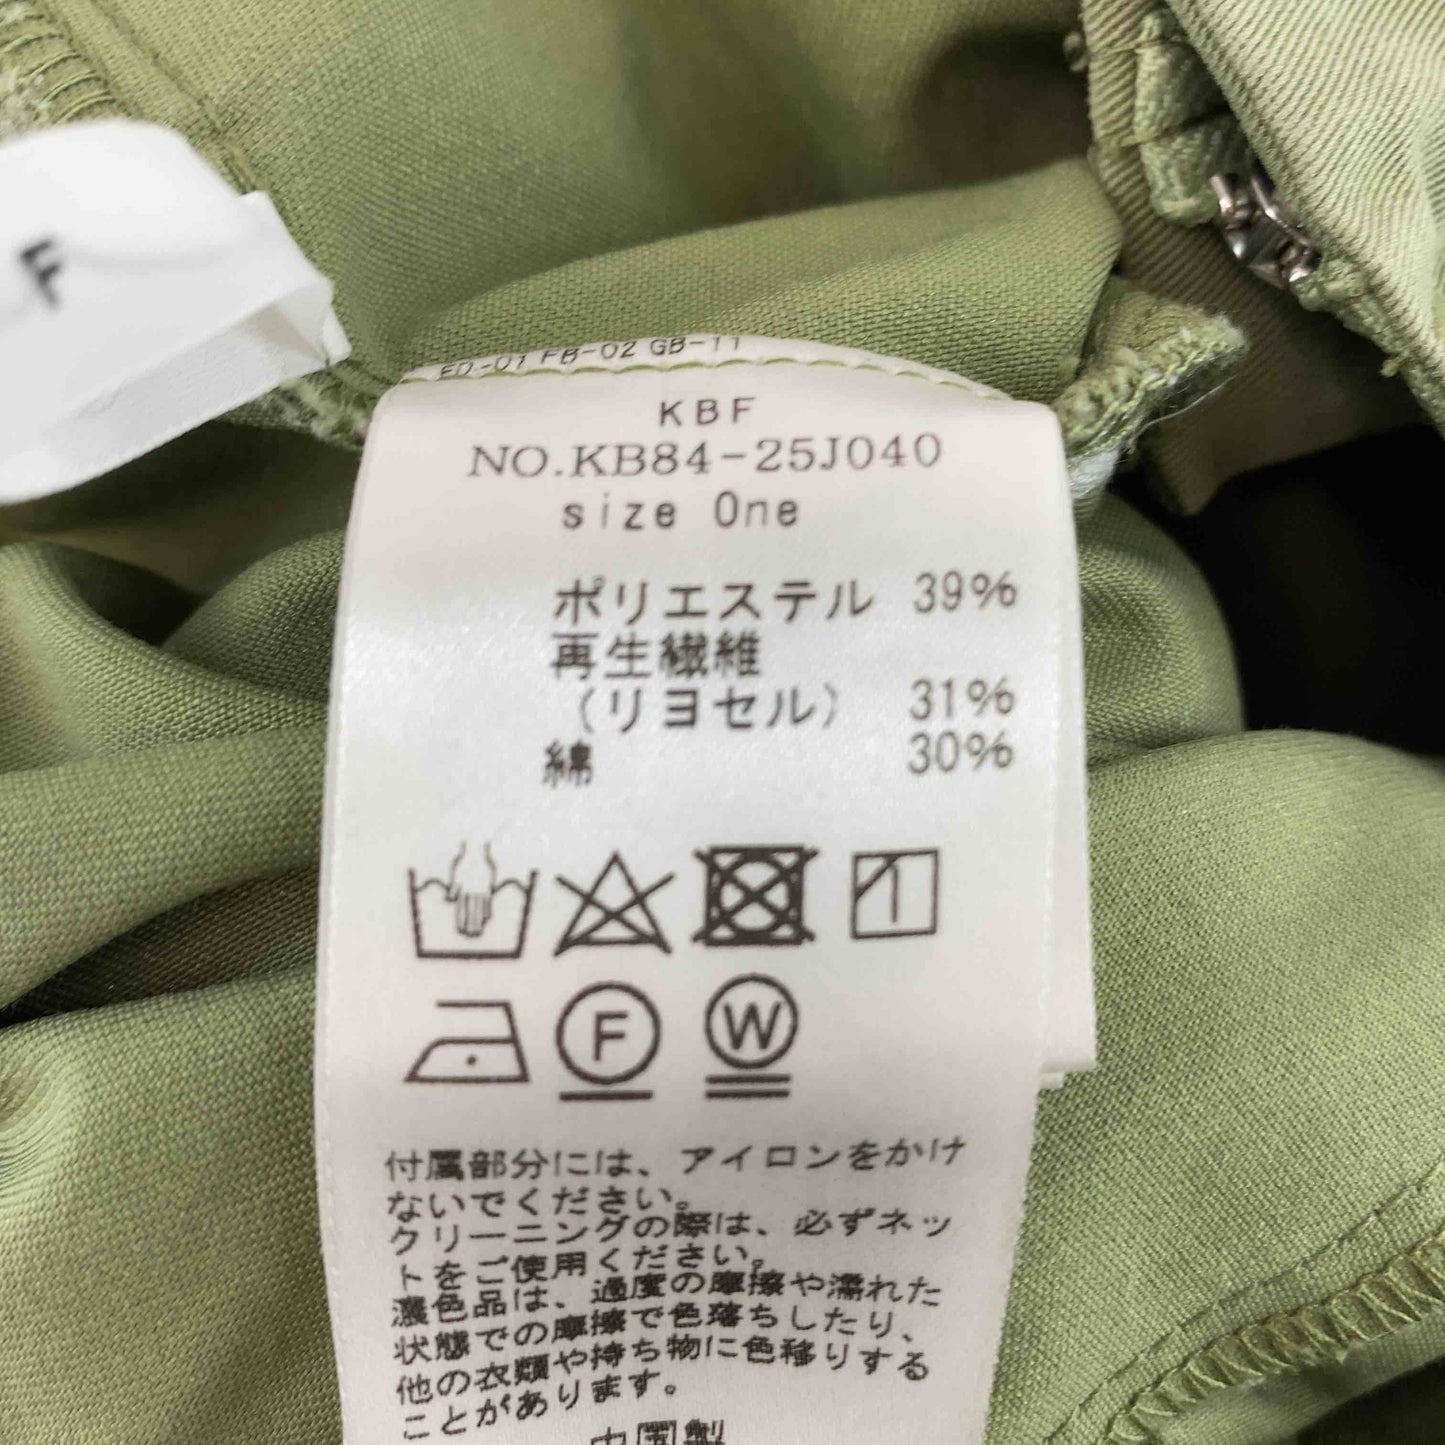 F
FB-02 GB-11
KBF
NO.KB84-25J040
size One
ポリエステル 39%
再生繊維
（リヨセル） 31%
綿 30%
1
F
W
付属部分には、アイロンをかけ
ないでください。
クリーニングの際は、必ずネッ
トをご使用ください。
濃色品は、過度の摩擦や濡れた
状態での摩擦で色落ちしたり、
他の衣類や持ち物に色移りする
ことがあります。
中国製